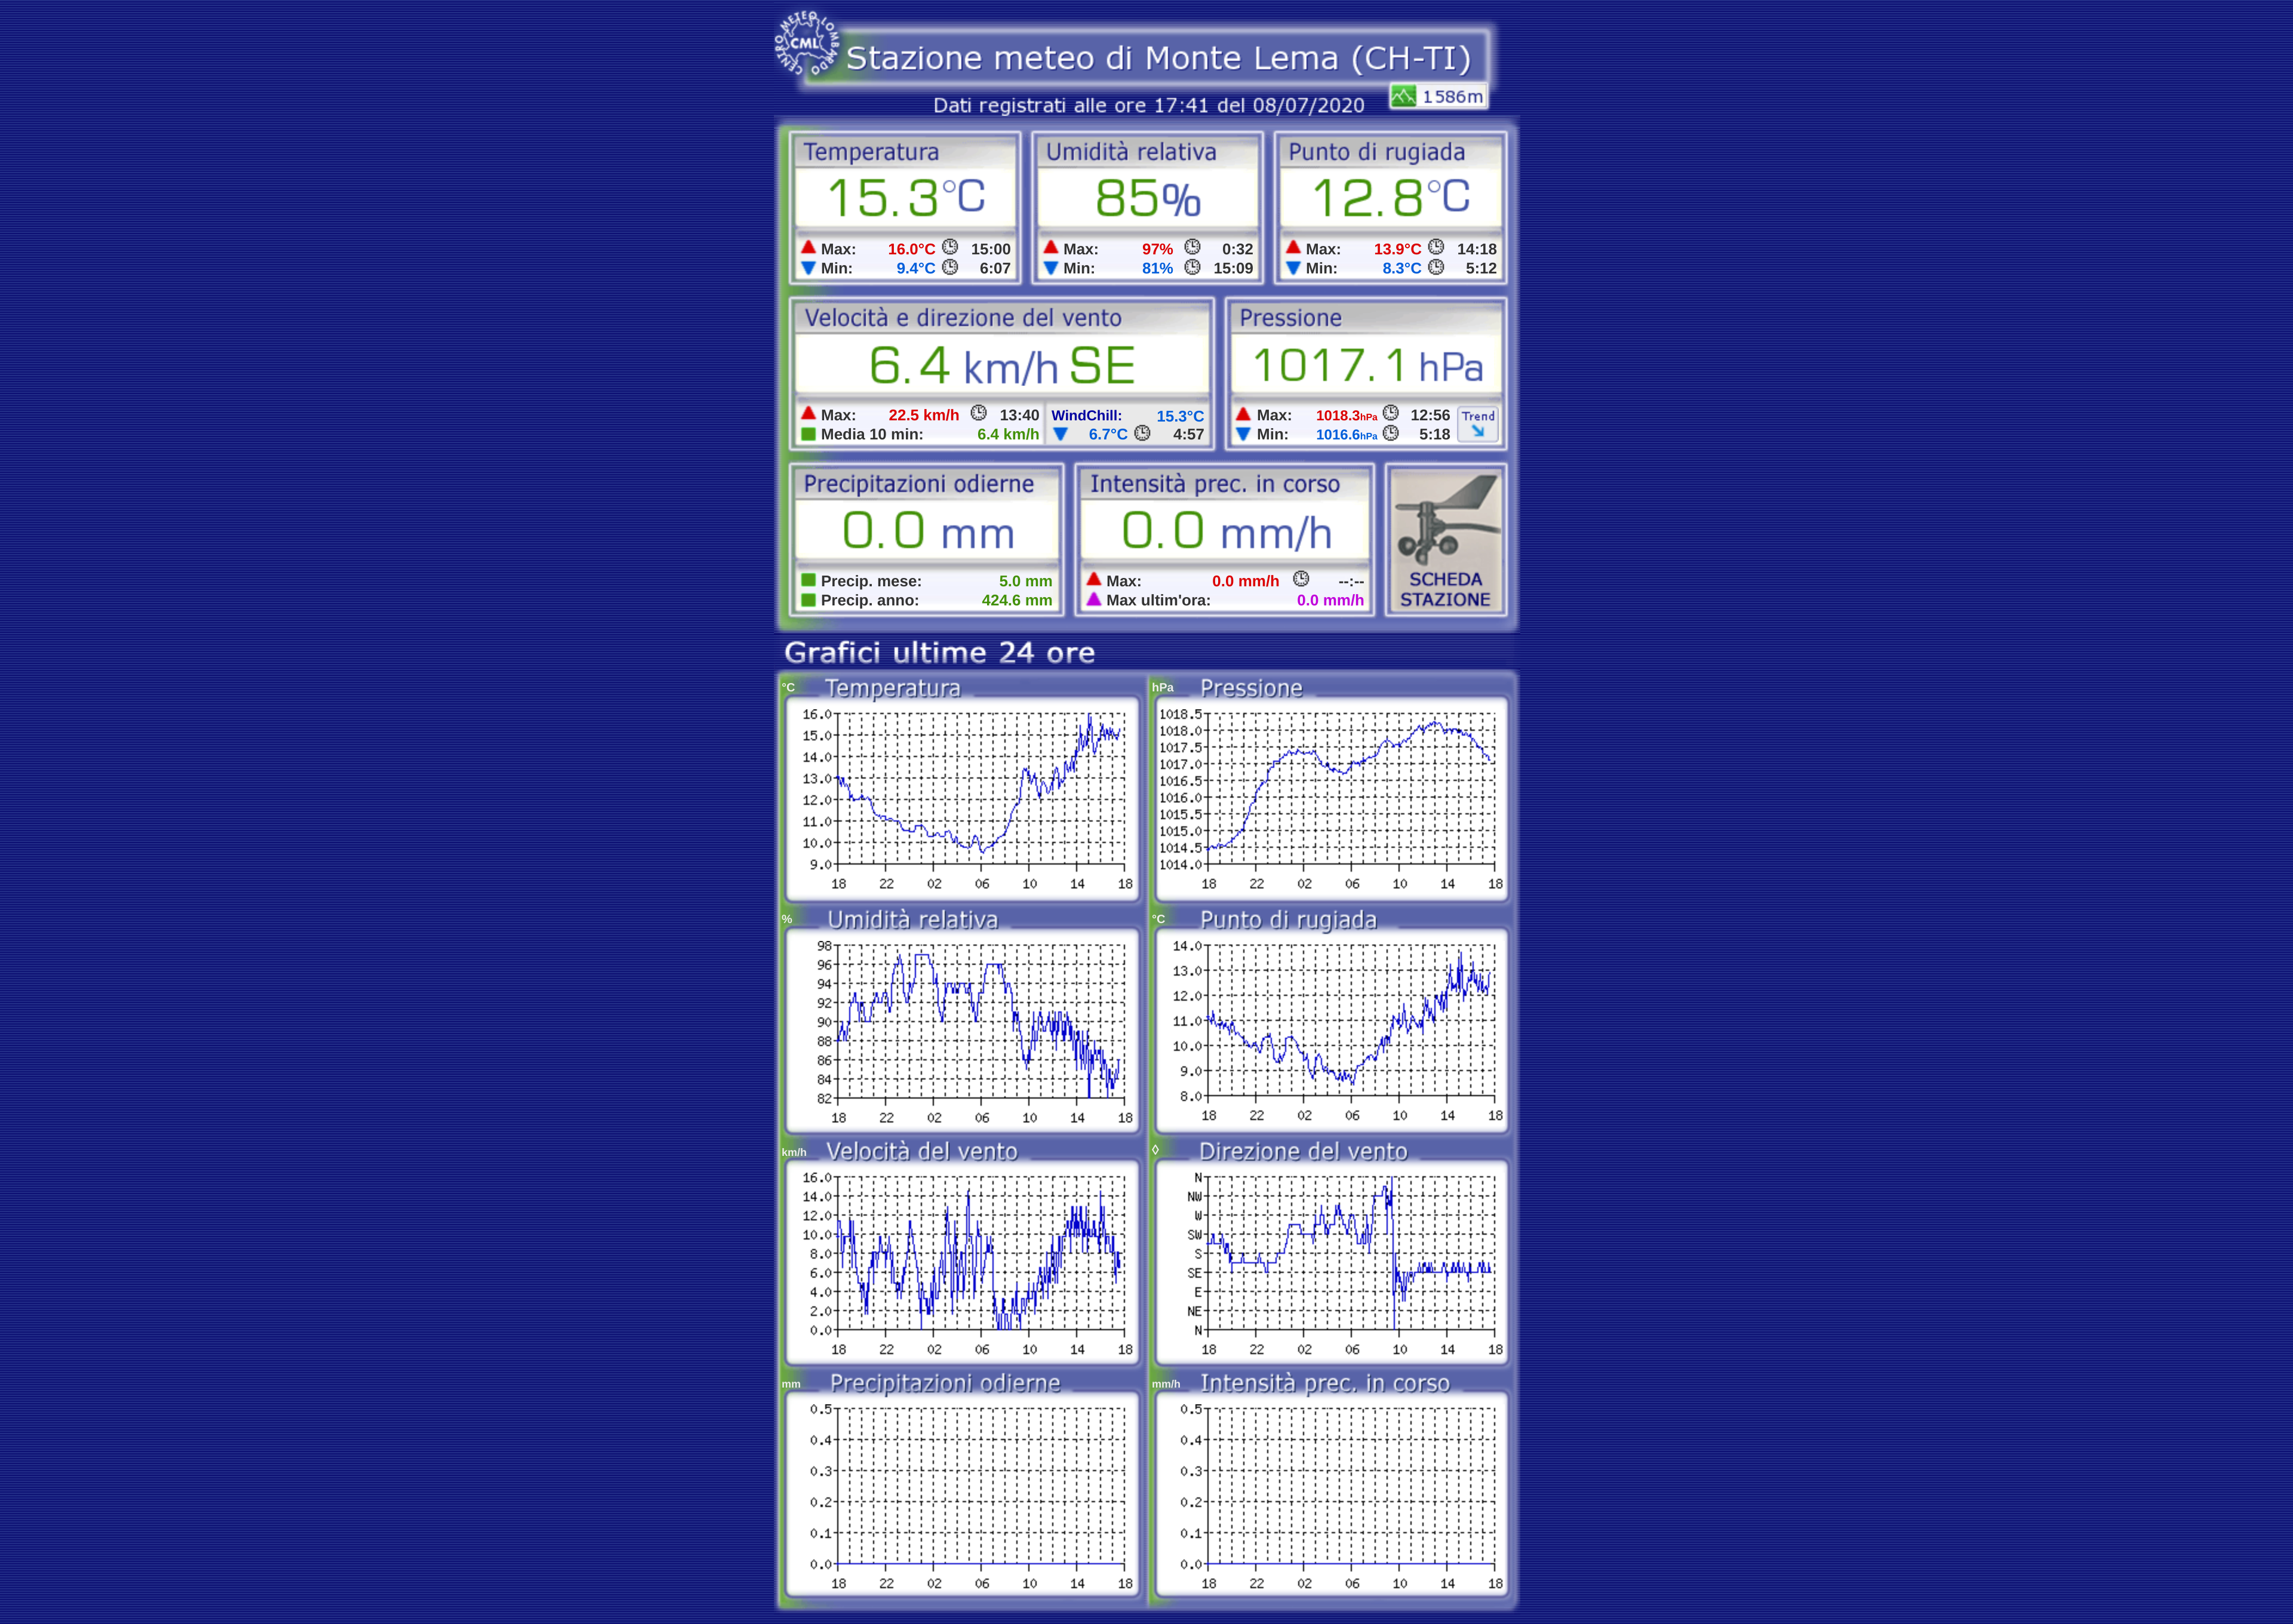 CENTRO METEO LOMBARDO
CML
Stazione meteo di Monte Lema (CH-TI)
1586m
Dati registrati alle ore 17:41 del 08/07/2020
Temperatura
15.3°C
Max: 16.0°C 15:00
Min: 9.4°C 6:07
Umidità relativa
85%
Max: 97% 0:32
Min: 81% 15:09
Punto di rugiada
12.8°C
Max: 13.9°C 14:18
Min: 8.3°C 5:12
Velocità e direzione del vento
6.4 km/h SE
Max: 22.5 km/h 13:40
Media 10 min: 6.4 km/h
WindChill: 15.3°C
6.7°C 4:57
Pressione
1017.1 hPa
Max: 1018.3hPa 12:56
Min: 1016.6hPa 5:18
Trend
Precipitazioni odierne
0.0 mm
Precip. mese: 5.0 mm
Precip. anno: 424.6 mm
Intensità prec. in corso
0.0 mm/h
Max: 0.0 mm/h --:--
Max ultim'ora: 0.0 mm/h
SCHEDA
STAZIONE
Grafici ultime 24 ore
°C Temperatura
16.0
15.0
14.0
13.0
12.0
11.0
10.0
9.0
18 22 02 06 10 14 18
hPa Pressione
1018.5
1018.0
1017.5
1017.0
1016.5
1016.0
1015.5
1015.0
1014.5
1014.0
18 22 02 06 10 14 18
% Umidità relativa
98
96
94
92
90
88
86
84
82
18 22 02 06 10 14 18
°C Punto di rugiada
14.0
13.0
12.0
11.0
10.0
9.0
8.0
18 22 02 06 10 14 18
km/h Velocità del vento
16.0
14.0
12.0
10.0
8.0
6.0
4.0
2.0
0.0
18 22 02 06 10 14 18
◊ Direzione del vento
N
NW
W
SW
S
SE
E
NE
N
18 22 02 06 10 14 18
mm Precipitazioni odierne
0.5
0.4
0.3
0.2
0.1
0.0
18 22 02 06 10 14 18
mm/h Intensità prec. in corso
0.5
0.4
0.3
0.2
0.1
0.0
18 22 02 06 10 14 18